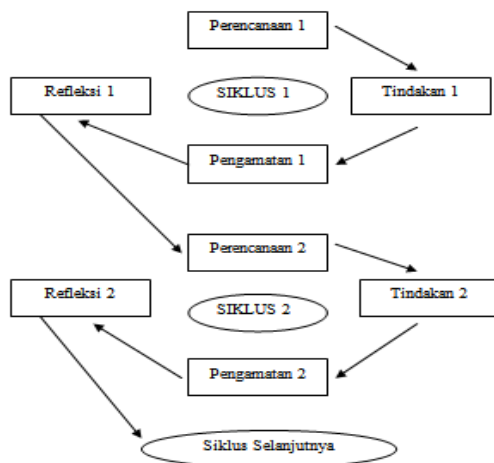 Perencanaan 1
Refleksi 1
SIKLUS 1
Tindakan 1
Pengamatan 1
Perencanaan 2
Refleksi 2
SIKLUS 2
Tindakan 2
Pengamatan 2
Siklus Selanjutnya